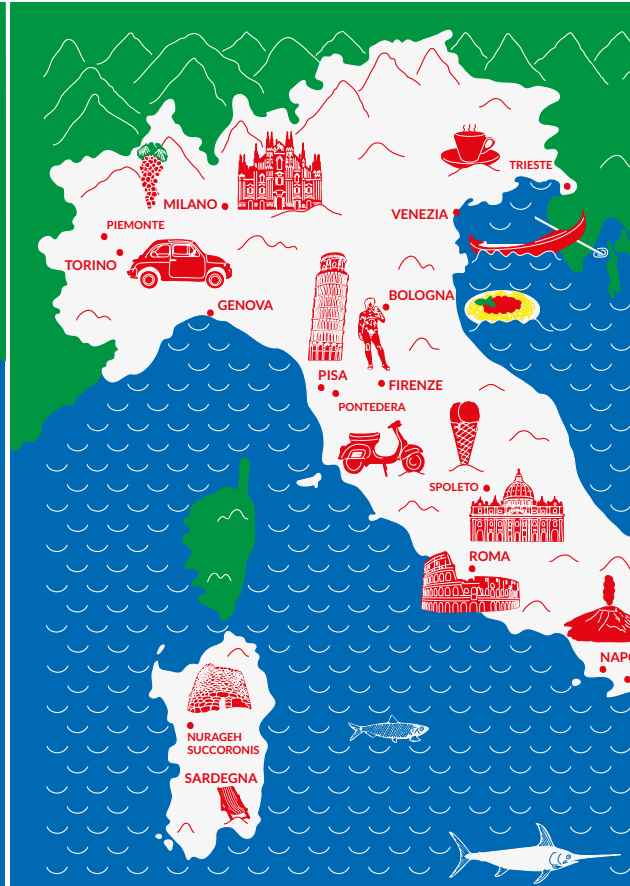 TRIESTE
MILANO
VENEZIA
PIEMONTE
TORINO
BOLOGNA
GENOVA
PISA
FIRENZE
PONTEDERA
SPOLETO
ROMA
NURAGEH
SUCCORONIS
SARDEGNA